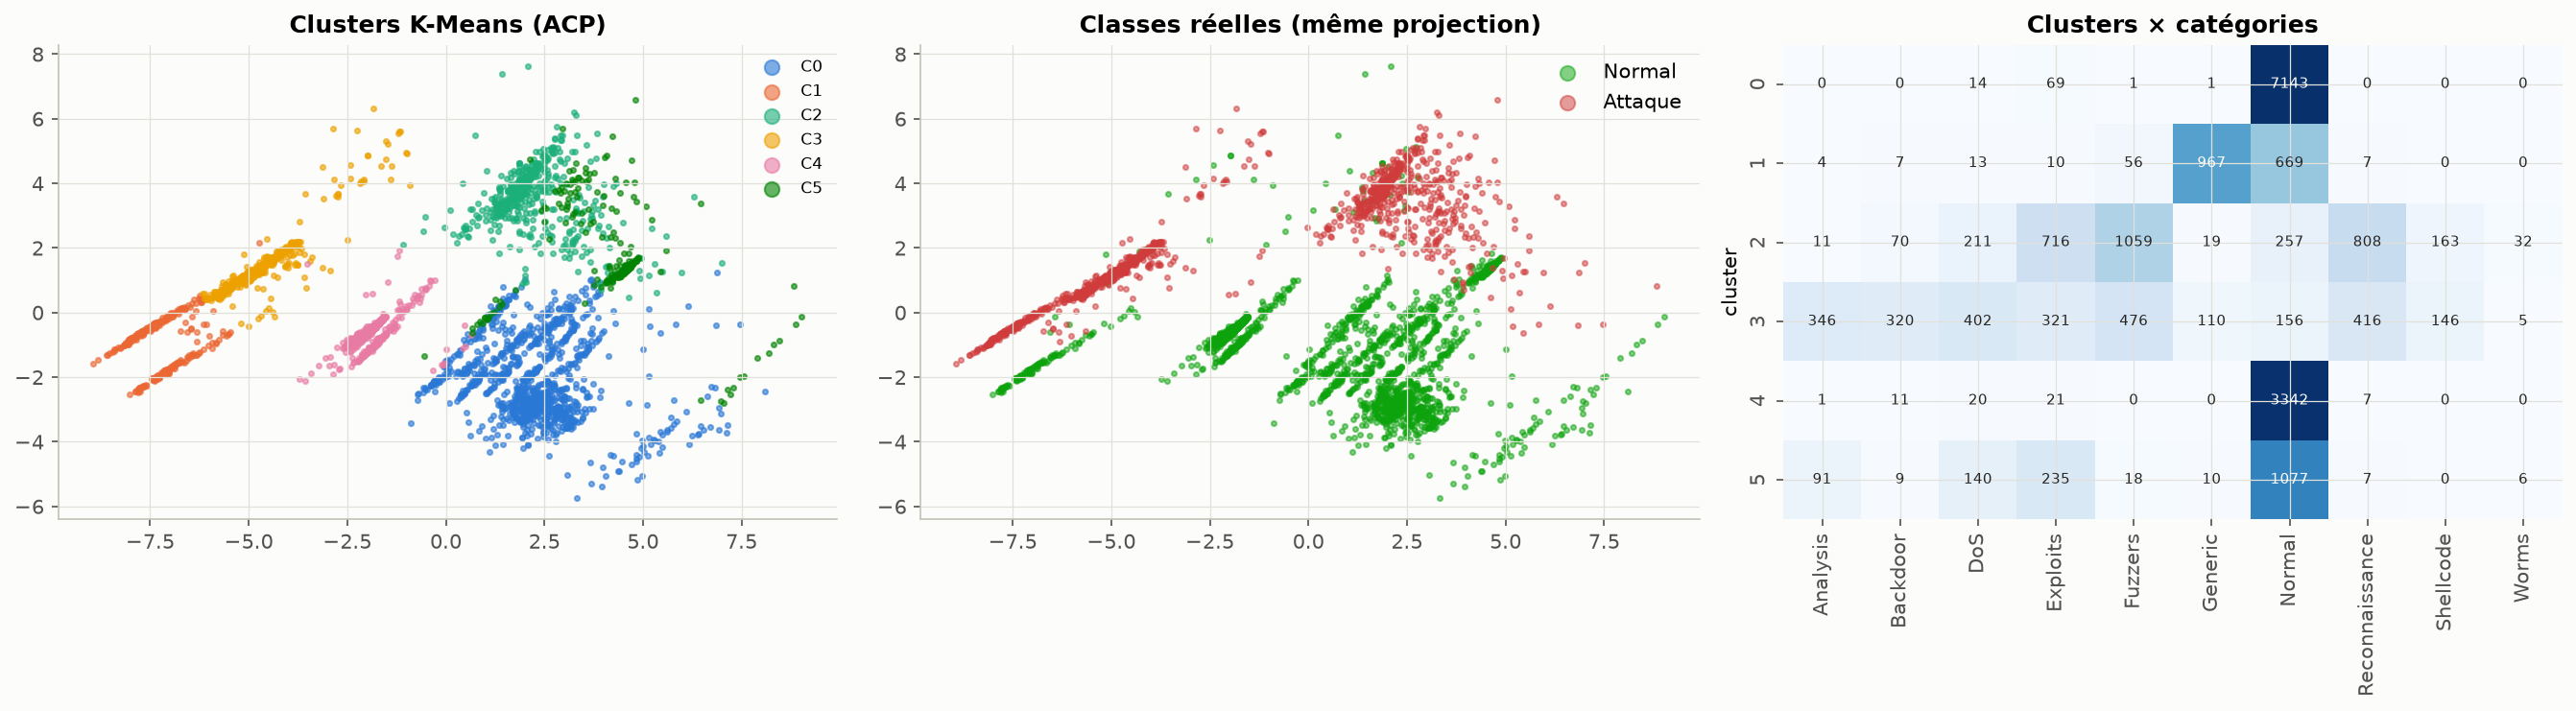 Clusters K-Means (ACP)
8
6
4
2
0
−2
−4
−6
−7.5 −5.0 −2.5 0.0 2.5 5.0 7.5
C0
C1
C2
C3
C4
C5
Classes réelles (même projection)
8
6
4
2
0
−2
−4
−6
−7.5 −5.0 −2.5 0.0 2.5 5.0 7.5
Normal
Attaque
Clusters × catégories
cluster
0 0 0 14 69 1 1 7143 0 0 0
1 4 7 13 10 56 967 669 7 0 0
2 11 70 211 716 1059 19 257 808 163 32
3 346 320 402 321 476 110 156 416 146 5
4 1 11 20 21 0 0 3342 7 0 0
5 91 9 140 235 18 10 1077 7 0 6
Analysis
Backdoor
DoS
Exploits
Fuzzers
Generic
Normal
Reconnaissance
Shellcode
Worms